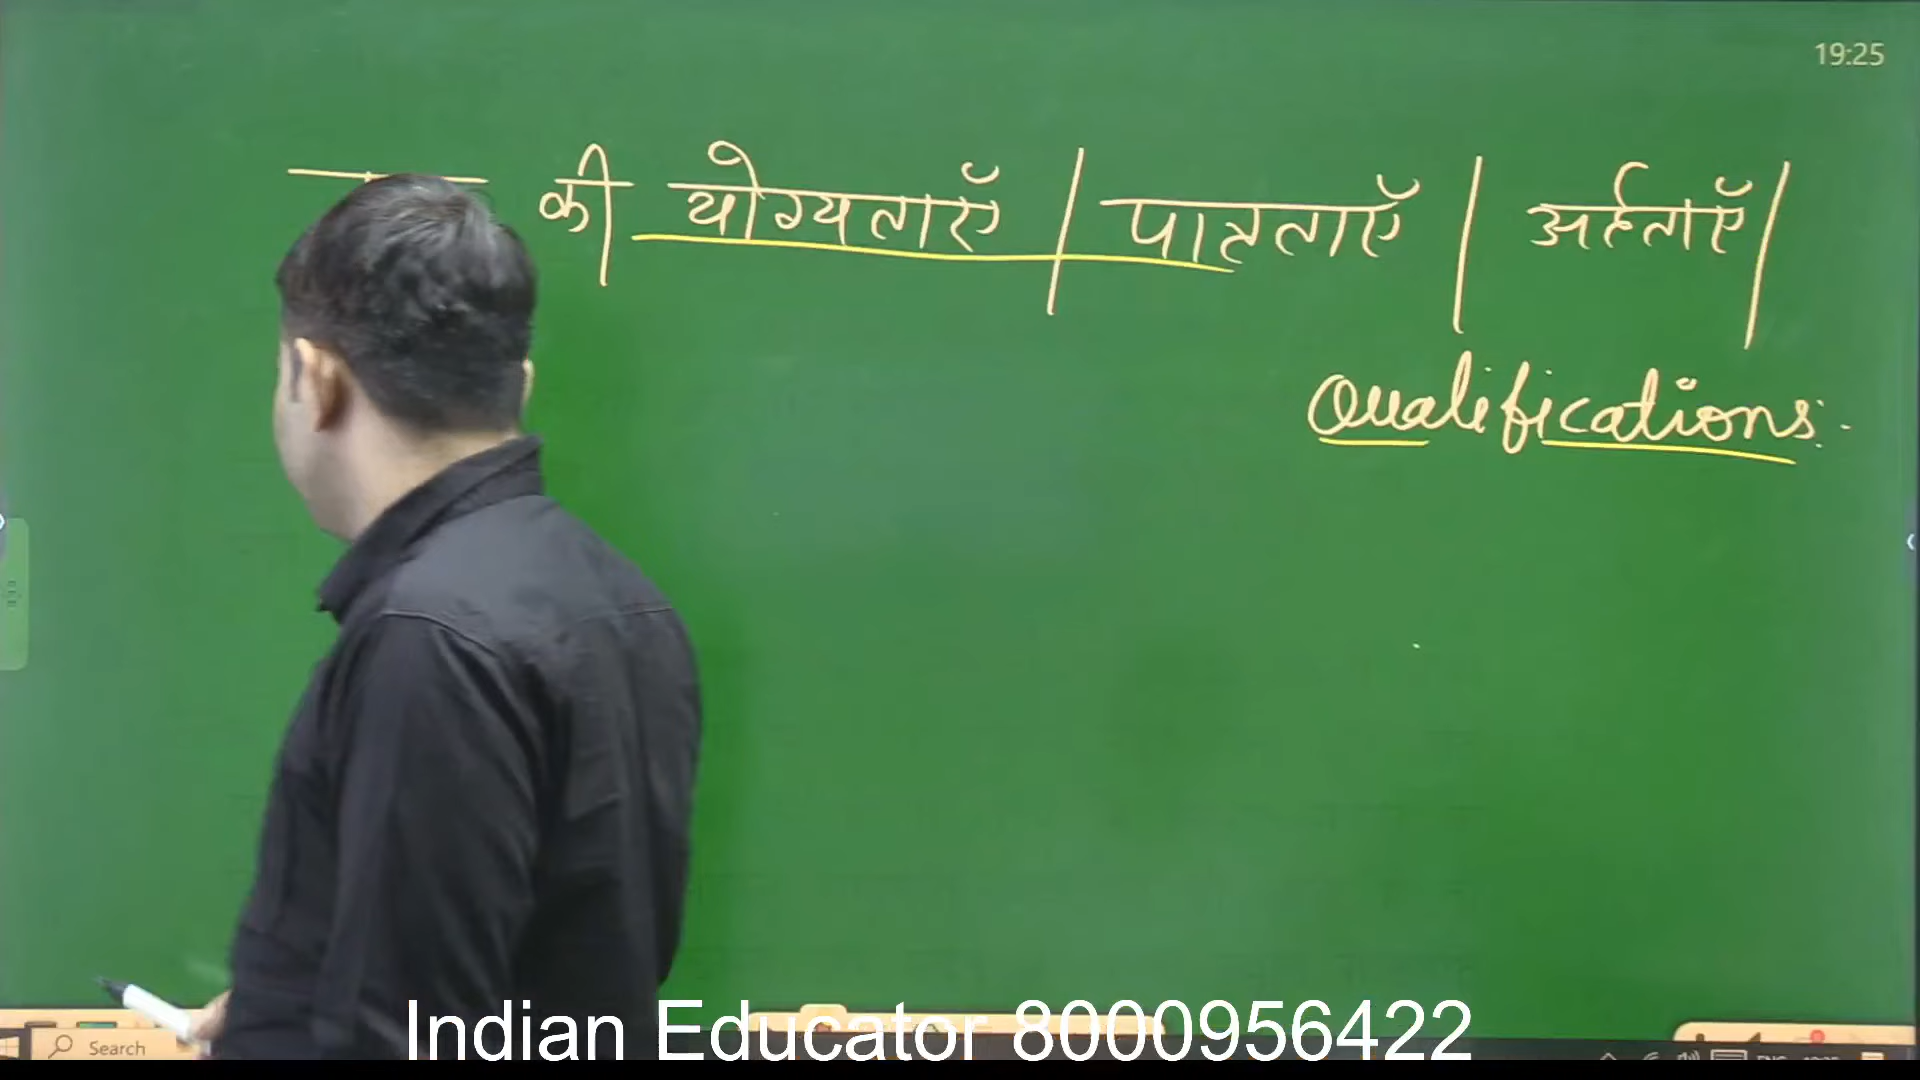 19:25
की योग्यताएँ | पात्रताएँ | अर्हताएँ |
Qualifications:-
Search
Indian Educator 8000956422